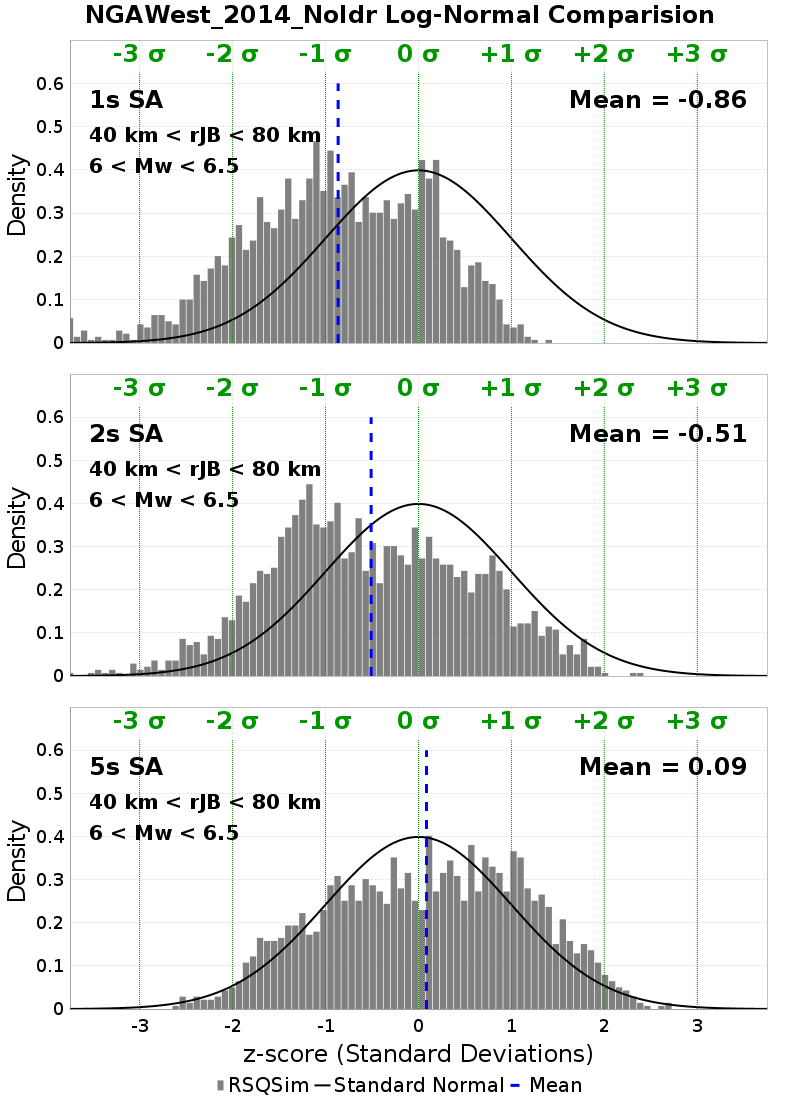 NGAWest_2014_NoIdr Log-Normal Comparision
-3 σ -2 σ -1 σ 0 σ +1 σ +2 σ +3 σ
0.6
1s SA Mean = -0.86
0.5
40 km < rJB < 80 km
0.4
6 < Mw < 6.5
Density
0.3
0.2
0.1
0
-3 σ -2 σ -1 σ 0 σ +1 σ +2 σ +3 σ
0.6
2s SA Mean = -0.51
0.5
40 km < rJB < 80 km
0.4
6 < Mw < 6.5
Density
0.3
0.2
0.1
0
-3 σ -2 σ -1 σ 0 σ +1 σ +2 σ +3 σ
0.6
5s SA Mean = 0.09
0.5
40 km < rJB < 80 km
0.4
6 < Mw < 6.5
Density
0.3
0.2
0.1
0
-3 -2 -1 0 1 2 3
z-score (Standard Deviations)
RSQSim Standard Normal Mean